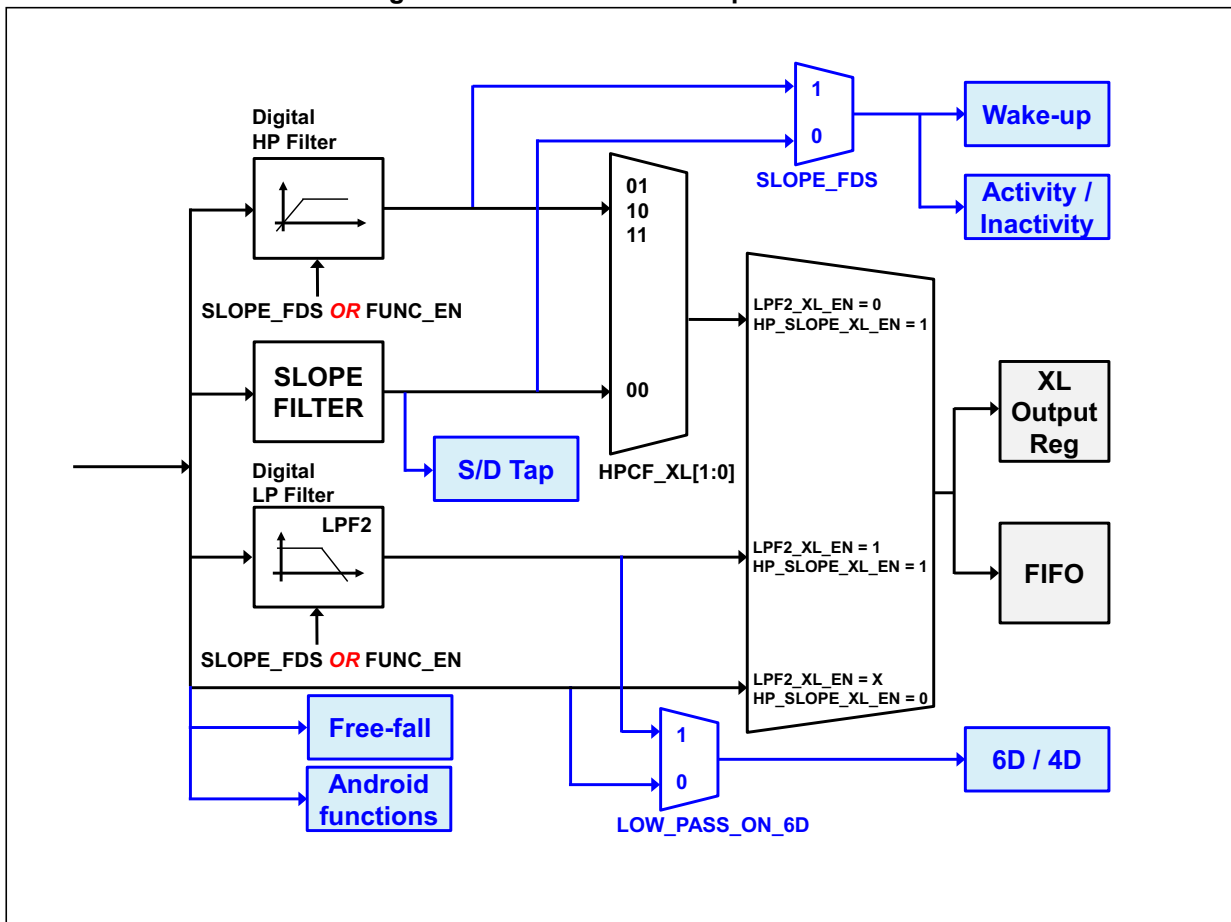 Digital
HP Filter
SLOPE_FDS OR FUNC_EN
SLOPE
FILTER
S/D Tap
Digital
LP Filter
LPF2
SLOPE_FDS OR FUNC_EN
Free-fall
Android
functions
01
10
11
00
HPCF_XL[1:0]
1
0
SLOPE_FDS
Wake-up
Activity /
Inactivity
LPF2_XL_EN = 0
HP_SLOPE_XL_EN = 1
LPF2_XL_EN = 1
HP_SLOPE_XL_EN = 1
LPF2_XL_EN = X
HP_SLOPE_XL_EN = 0
XL
Output
Reg
FIFO
1
0
LOW_PASS_ON_6D
6D / 4D